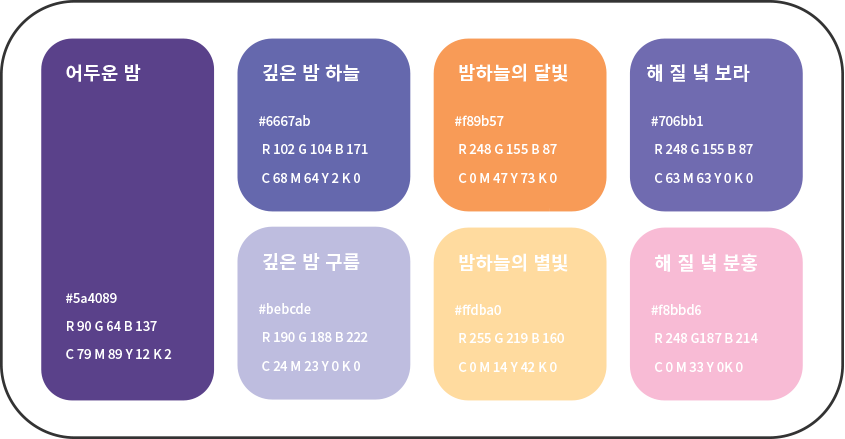 어두운 밤
#5a4089
R 90 G 64 B 137
C 79 M 89 Y 12 K 2
깊은 밤 하늘
#6667ab
R 102 G 104 B 171
C 68 M 64 Y 2 K 0
밤하늘의 달빛
#f89b57
R 248 G 155 B 87
C 0 M 47 Y 73 K 0
해 질 녘 보라
#706bb1
R 248 G 155 B 87
C 63 M 63 Y 0 K 0
깊은 밤 구름
#bebcde
R 190 G 188 B 222
C 24 M 23 Y 0 K 0
밤하늘의 별빛
#ffdba0
R 255 G 219 B 160
C 0 M 14 Y 42 K 0
해 질 녘 분홍
#f8bbd6
R 248 G187 B 214
C 0 M 33 Y 0K 0